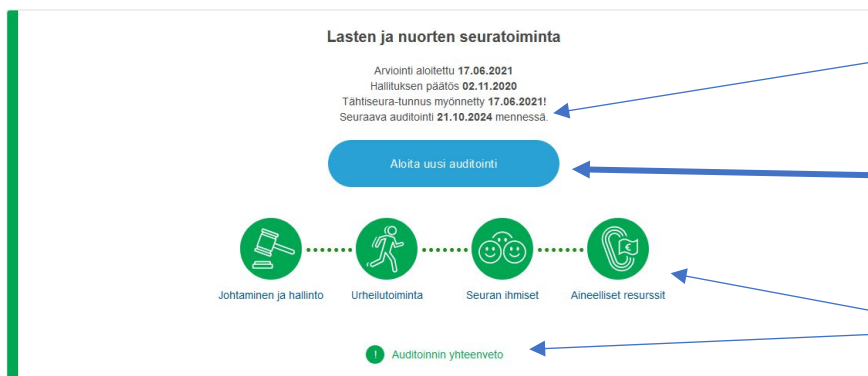 Lasten ja nuorten seuratoiminta
Arviointi aloitettu 17.06.2021
Hallituksen päätös 02.11.2020
Tähtiseura-tunnus myönnetty 17.06.2021!
Seuraava auditointi 21.10.2024 mennessä.
Aloita uusi auditointi
€
Johtaminen ja hallinto Urheilutoiminta Seuran ihmiset Aineelliset resurssit
! Auditoinnin yhteenveto